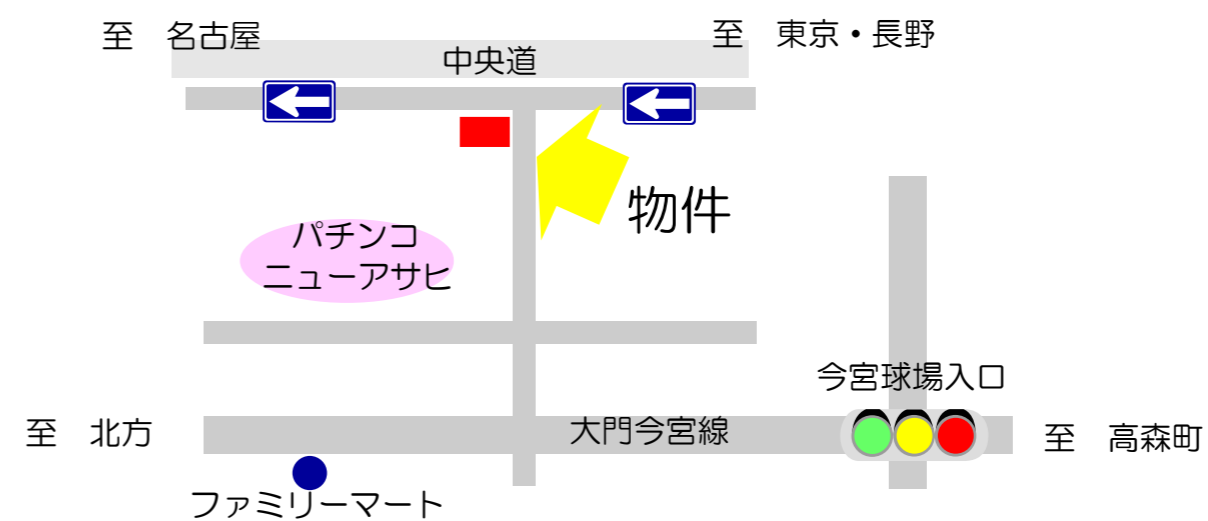 至　名古屋
至　東京・長野
中央道
物件
パチンコ
ニューアサヒ
今宮球場入口
至　北方
大門今宮線
至　高森町
ファミリーマート